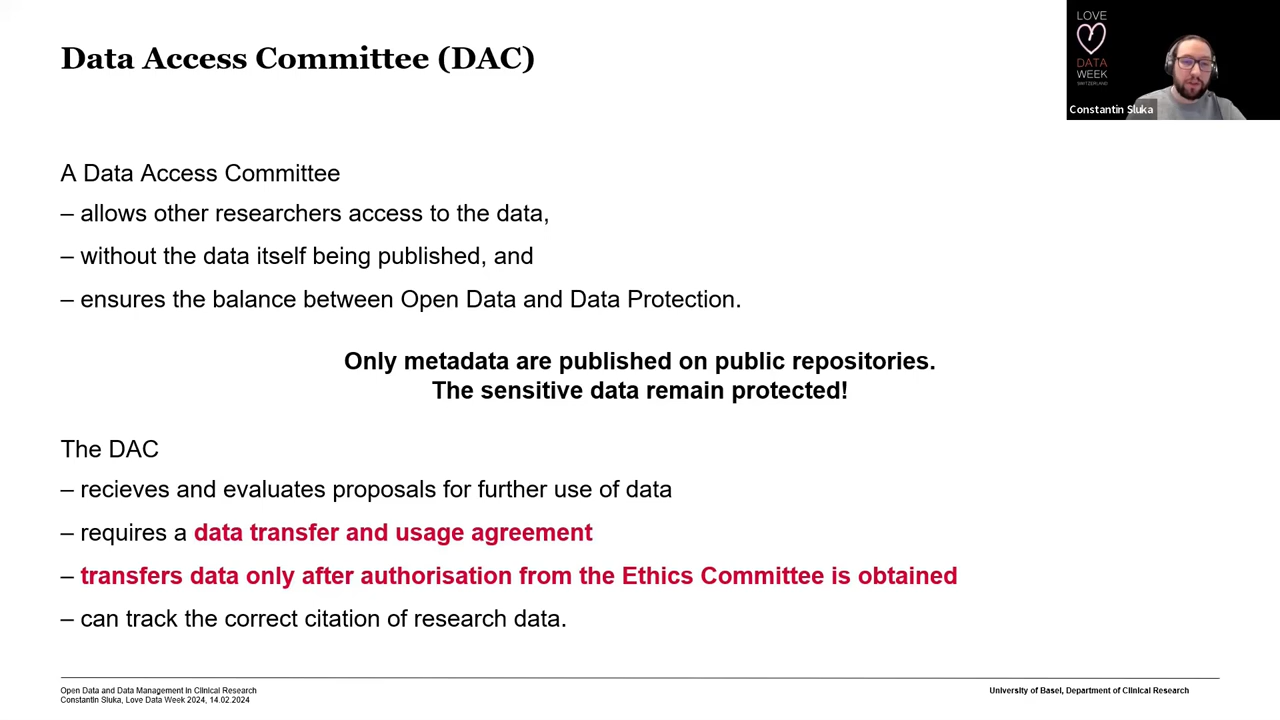 Data Access Committee (DAC)
LOVE
DATA
WEEK
SWITZERLAND
Constantin Sluka
A Data Access Committee
– allows other researchers access to the data,
– without the data itself being published, and
– ensures the balance between Open Data and Data Protection.
Only metadata are published on public repositories.
The sensitive data remain protected!
The DAC
– recieves and evaluates proposals for further use of data
– requires a data transfer and usage agreement
– transfers data only after authorisation from the Ethics Committee is obtained
– can track the correct citation of research data.
Open Data and Data Management in Clinical Research
Constantin Sluka, Love Data Week 2024, 14.02.2024
University of Basel, Department of Clinical Research